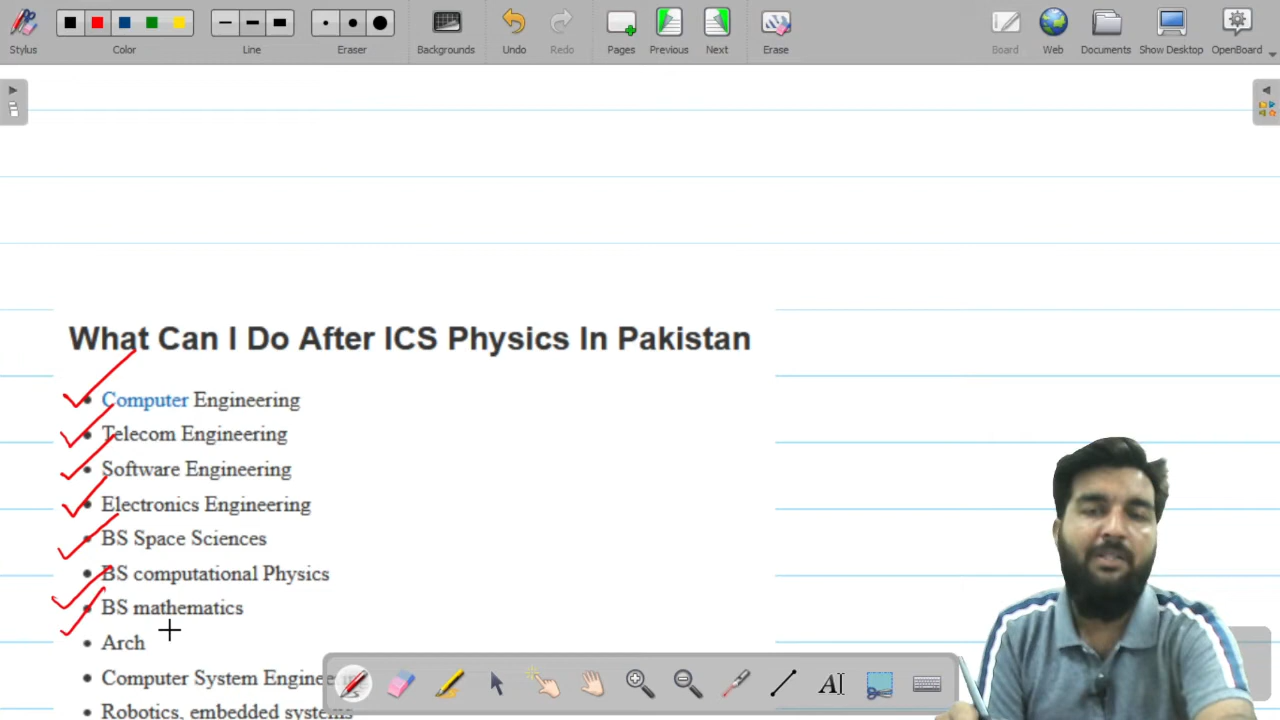 Stylus
Color
Line
Eraser
Backgrounds
Undo
Redo
Pages
Previous
Next
Erase
Board
Web
Documents
Show Desktop
OpenBoard
What Can I Do After ICS Physics In Pakistan
• Computer Engineering
• Telecom Engineering
• Software Engineering
• Electronics Engineering
• BS Space Sciences
• BS computational Physics
• BS mathematics
• Arch
• Computer System Enginee
• Robotics, embedded systems